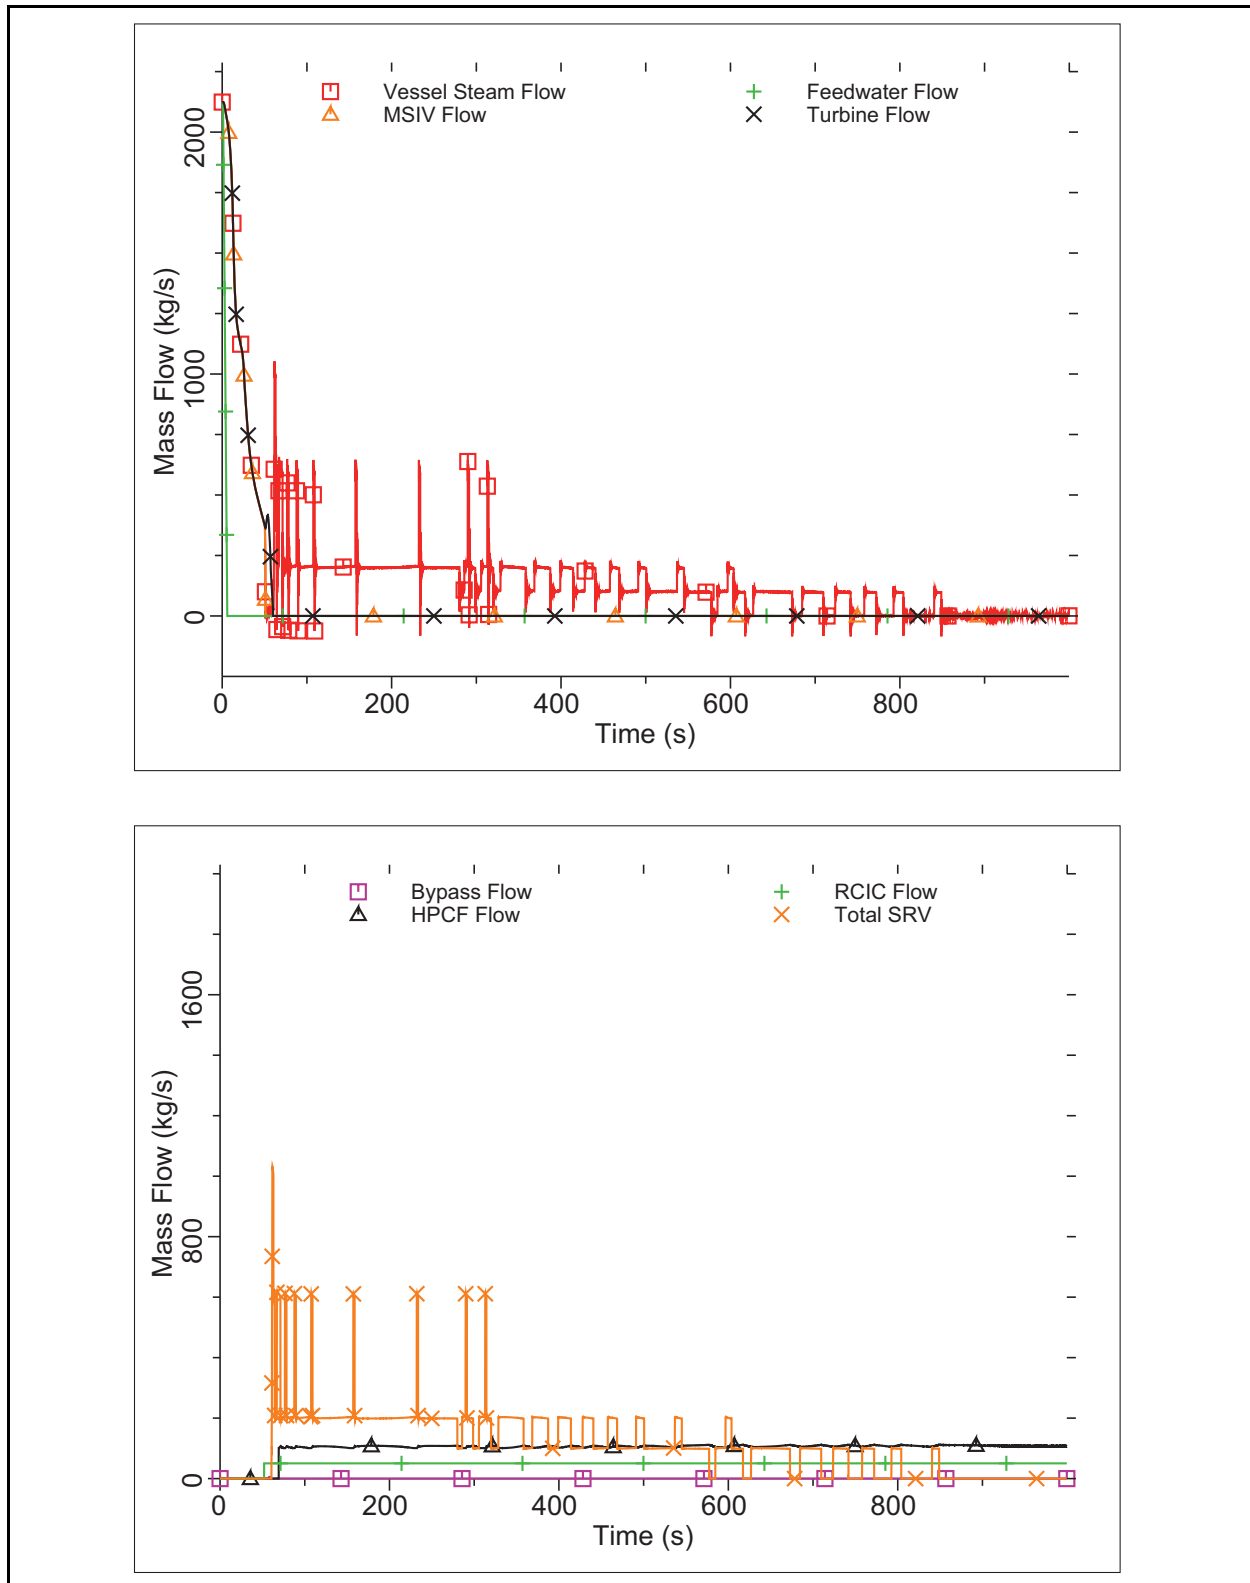 Vessel Steam Flow
Feedwater Flow
MSIV Flow
Turbine Flow
2000
1000
0
Mass Flow (kg/s)
0 200 400 600 800
Time (s)
Bypass Flow
RCIC Flow
HPCF Flow
Total SRV
1600
800
0
Mass Flow (kg/s)
0 200 400 600 800
Time (s)